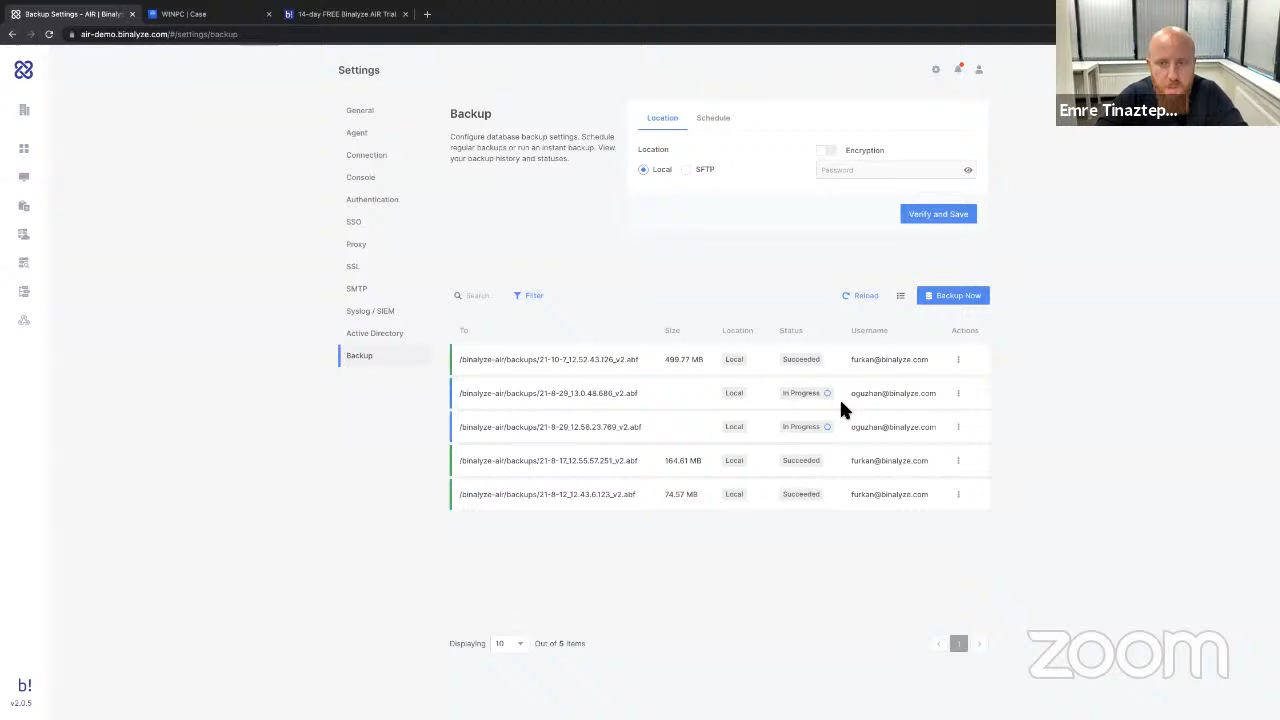 Backup Settings - AIR | Binaly
WINPC | Case
14-day FREE Binalyze AIR Trial
air-demo.binalyze.com/#/settings/backup
Emre Tinaztep...
Settings
General
Agent
Connection
Console
Authentication
SSO
Proxy
SSL
SMTP
Syslog / SIEM
Active Directory
Backup
Backup
Configure database backup settings. Schedule
regular backups or run an instant backup. View
your backup history and statuses.
Location
Schedule
Location
Local
SFTP
Encryption
Password
Verify and Save
Search
Filter
Reload
Backup Now
To Size Location Status Username Actions
/binalyze-air/backups/21-10-7_12.52.43.126_v2.abf 499.77 MB Local Succeeded furkan@binalyze.com
/binalyze-air/backups/21-8-29_13.0.48.686_v2.abf Local In Progress oguzhan@binalyze.com
/binalyze-air/backups/21-8-29_12.56.23.769_v2.abf Local In Progress oguzhan@binalyze.com
/binalyze-air/backups/21-8-17_12.55.57.251_v2.abf 164.61 MB Local Succeeded furkan@binalyze.com
/binalyze-air/backups/21-8-12_12.43.6.123_v2.abf 74.57 MB Local Succeeded furkan@binalyze.com
Displaying 10 Out of 5 items
1
zoom
b!
v2.0.5